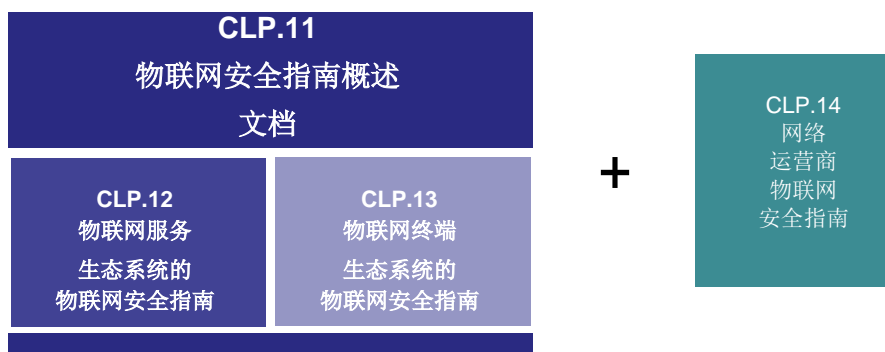 CLP.11
物联网安全指南概述
文档
CLP.12
物联网服务
生态系统的
物联网安全指南
CLP.13
物联网终端
生态系统的
物联网安全指南
+
CLP.14
网络
运营商
物联网
安全指南